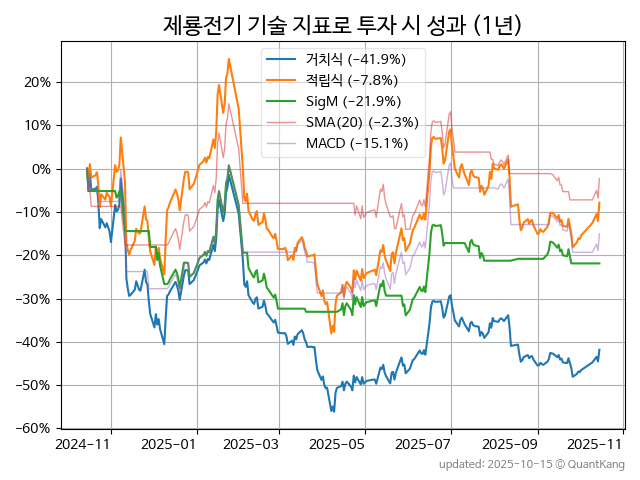 제룡전기 기술 지표로 투자 시 성과 (1년)
거치식 (−41.9%)
적립식 (−7.8%)
SigM (−21.9%)
SMA(20) (−2.3%)
MACD (−15.1%)
20%
10%
0%
−10%
−20%
−30%
−40%
−50%
−60%
2024-11 2025-01 2025-03 2025-05 2025-07 2025-09 2025-11
updated: 2025-10-15 © QuantKang